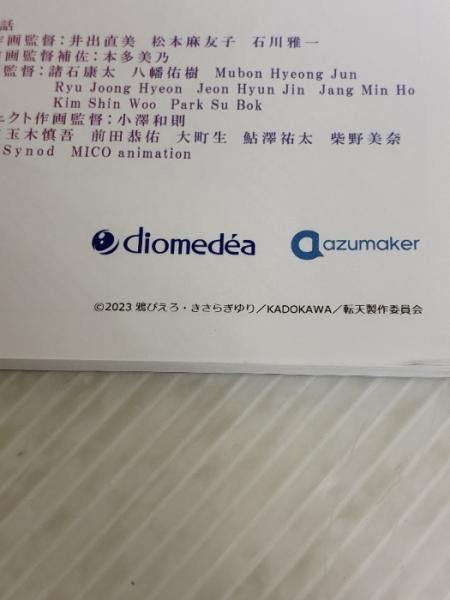 話
画監督:井出直美 松本麻友子 石川雅一
画監督補佐:本多美乃
監督:諸石康太 八幡佑樹 Mubon Hyeong Jun
Ryu Joong Hyeon Jeon Hyun Jin Jang Min Ho
Kim Shin Woo Park Su Bok
ェクト作画監督:小澤和則
玉木慎吾 前田恭佑 大町生 鮎澤祐太 柴野美奈
Synod MICO animation
diomedéa
azumaker
©2023 鴉ぴえろ・きさらぎゆり/KADOKAWA/転天製作委員会